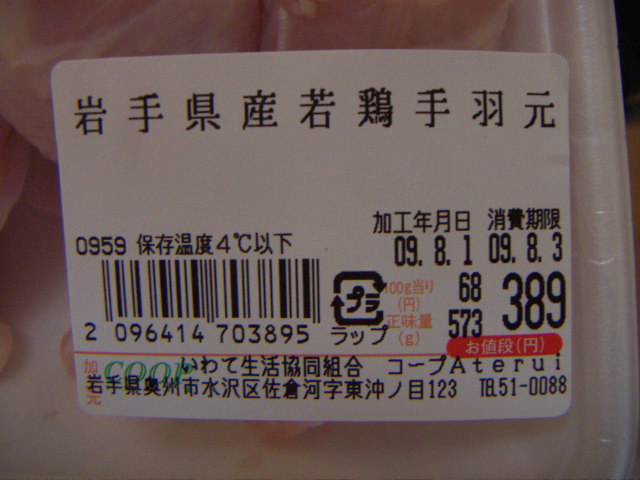 岩手県産若鶏手羽元
加工年月日 消費期限
09.8.1 09.8.3
0959 保存温度4℃以下
100g当り(円) 68
389
正味量(g) 573
お値段(円)
2 096414 703895
プラ
ラップ
加工元
COOP いわて生活協同組合 コープAterui
岩手県奥州市水沢区佐倉河字東沖ノ目123 TEL51-0088